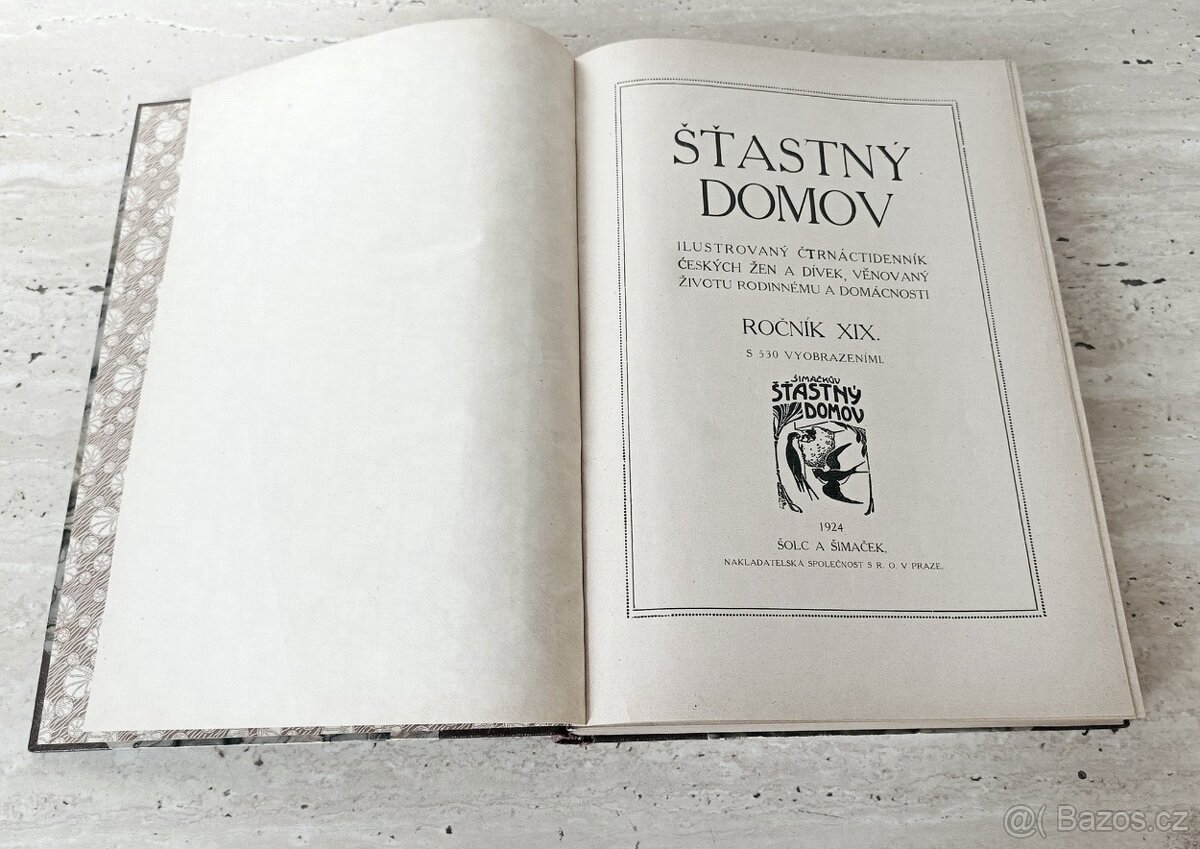 ŠŤASTNÝ
DOMOV
ILUSTROVANÝ ČTRNÁCTIDENNÍK
ČESKÝCH ŽEN A DÍVEK, VĚNOVANÝ
ŽIVOTU RODINNÉMU A DOMÁCNOSTI
ROČNÍK XIX.
S 530 VYOBRAZENÍMI.
ŠIMÁČKŮV
ŠŤASTNÝ
DOMOV
1924
ŠOLC A ŠIMÁČEK,
NAKLADATELSKÁ SPOLEČNOST S R. O. V PRAZE.
@( Bazos.cz